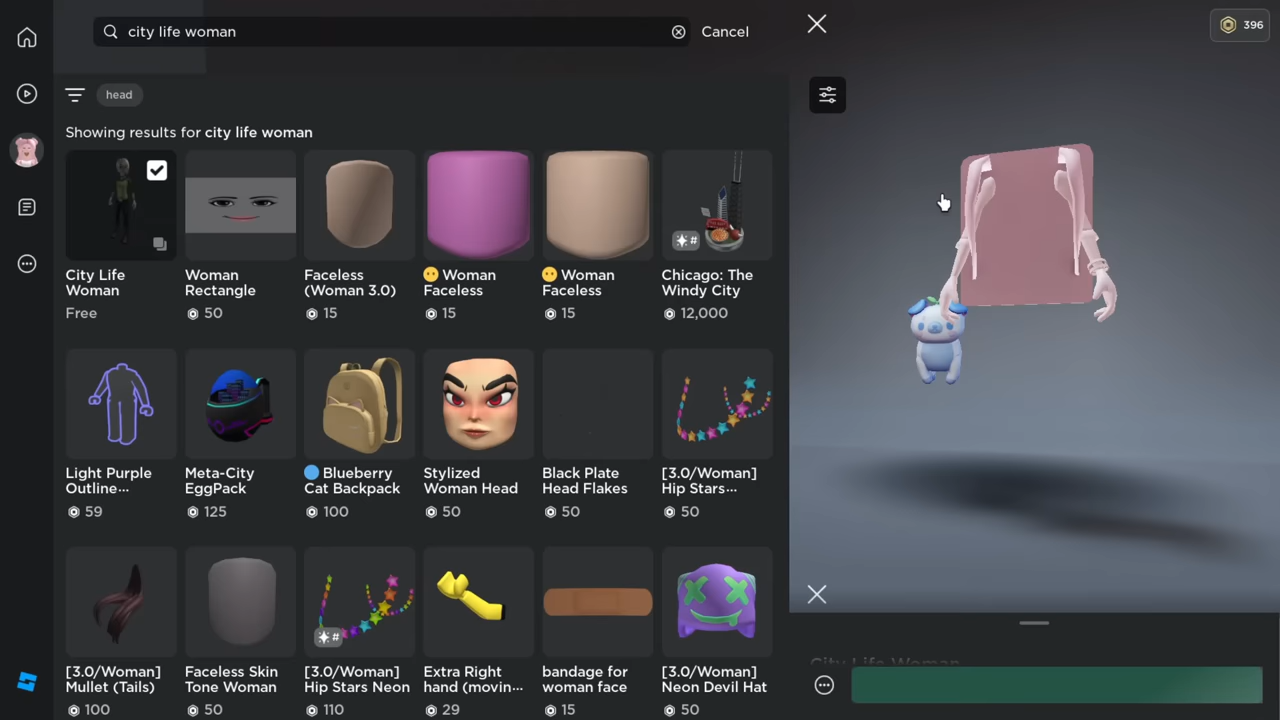 city life woman
Cancel
396
head
Showing results for city life woman
City Life
Woman
Free
Woman
Rectangle
50
Faceless
(Woman 3.0)
15
Woman
Faceless
15
Woman
Faceless
15
#
Chicago: The
Windy City
12,000
Light Purple
Outline...
59
Meta-City
EggPack
125
Blueberry
Cat Backpack
100
Stylized
Woman Head
50
Black Plate
Head Flakes
50
[3.0/Woman]
Hip Stars...
50
[3.0/Woman]
Mullet (Tails)
100
Faceless Skin
Tone Woman
50
#
[3.0/Woman]
Hip Stars Neon
110
Extra Right
hand (movin...
29
bandage for
woman face
15
[3.0/Woman]
Neon Devil Hat
50
City Life Woman